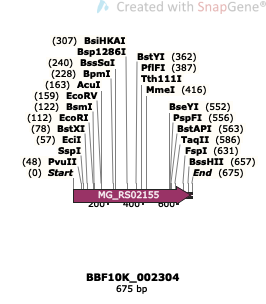 Created with SnapGene®
(307) BsiHKAI
Bsp1286I
(240) BssSαI
(228) BpmI
(163) AcuI
(159) EcoRV
(122) BsmI
(112) EcoRI
(78) BstXI
(57) EciI
SspI
(48) PvuII
(0) Start
BstYI (362)
PflFI (387)
Tth111I
MmeI (416)
BseYI (552)
PspFI (556)
BstAPI (563)
TaqII (586)
FspI (631)
BssHII (657)
End (675)
MG_RS02155
200 400 600
BBF10K_002304
675 bp